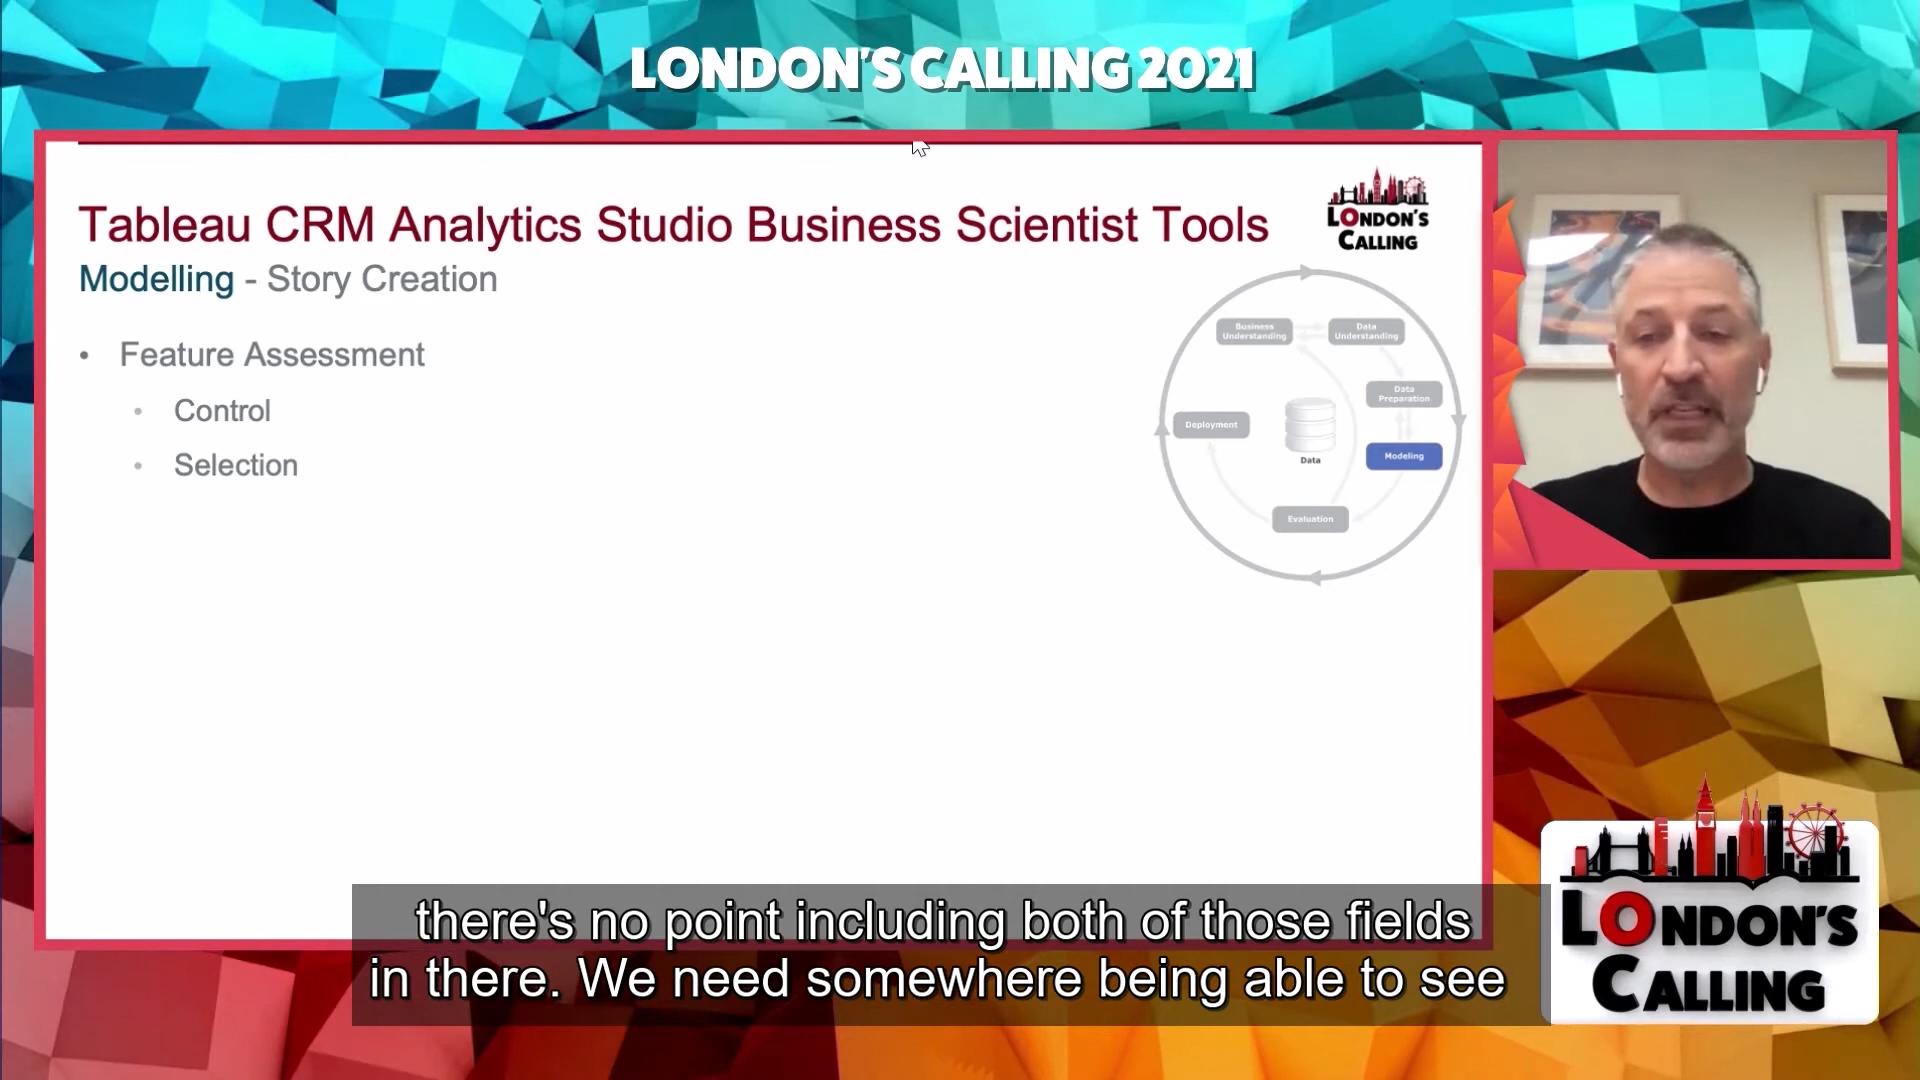 LONDON'S CALLING 2021
Tableau CRM Analytics Studio Business Scientist Tools
LONDON'S
CALLING
Modelling - Story Creation
• Feature Assessment
• Control
• Selection
Business
Understanding
Data
Understanding
Data
Preparation
Deployment
Modeling
Data
Evaluation
there's no point including both of those fields
in there. We need somewhere being able to see
LONDON'S
CALLING